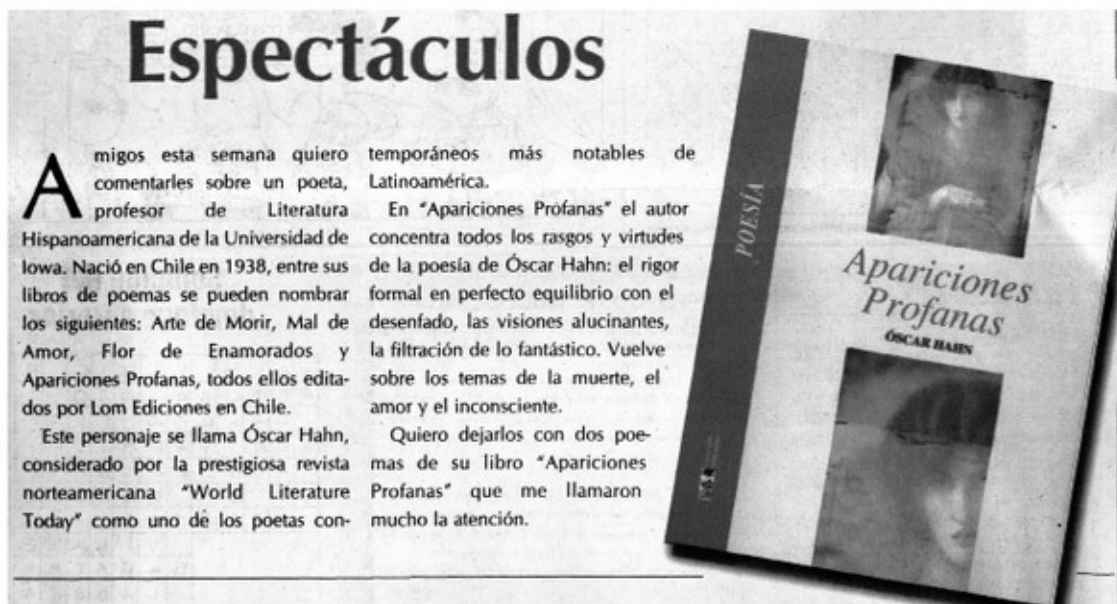 Espectáculos
Amigos esta semana quiero
comentarles sobre un poeta,
profesor de Literatura
Hispanoamericana de la Universidad de
Iowa. Nació en Chile en 1938, entre sus
libros de poemas se pueden nombrar
los siguientes: Arte de Morir, Mal de
Amor, Flor de Enamorados y
Apariciones Profanas, todos ellos edita-
dos por Lom Ediciones en Chile.
Este personaje se llama Óscar Hahn,
considerado por la prestigiosa revista
norteamericana "World Literature
Today" como uno de los poetas con-
temporáneos más notables de
Latinoamérica.
En "Apariciones Profanas" el autor
concentra todos los rasgos y virtudes
de la poesía de Óscar Hahn: el rigor
formal en perfecto equilibrio con el
desenfado, las visiones alucinantes,
la filtración de lo fantástico. Vuelve
sobre los temas de la muerte, el
amor y el inconsciente.
Quiero dejarlos con dos poe-
mas de su libro "Apariciones
Profanas" que me llamaron
mucho la atención.
POESÍA
Apariciones
Profanas
ÓSCAR HAHN